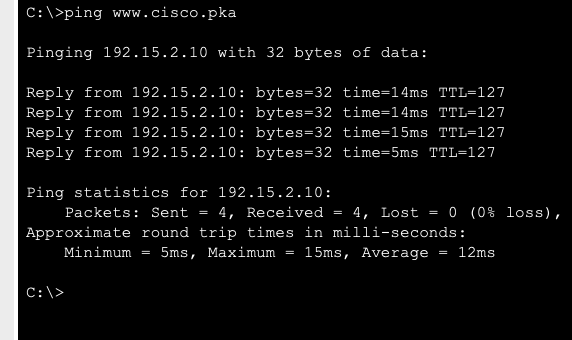 C:\>ping www.cisco.pka
Pinging 192.15.2.10 with 32 bytes of data:
Reply from 192.15.2.10: bytes=32 time=14ms TTL=127
Reply from 192.15.2.10: bytes=32 time=14ms TTL=127
Reply from 192.15.2.10: bytes=32 time=15ms TTL=127
Reply from 192.15.2.10: bytes=32 time=5ms TTL=127
Ping statistics for 192.15.2.10:
    Packets: Sent = 4, Received = 4, Lost = 0 (0% loss),
Approximate round trip times in milli-seconds:
    Minimum = 5ms, Maximum = 15ms, Average = 12ms
C:\>